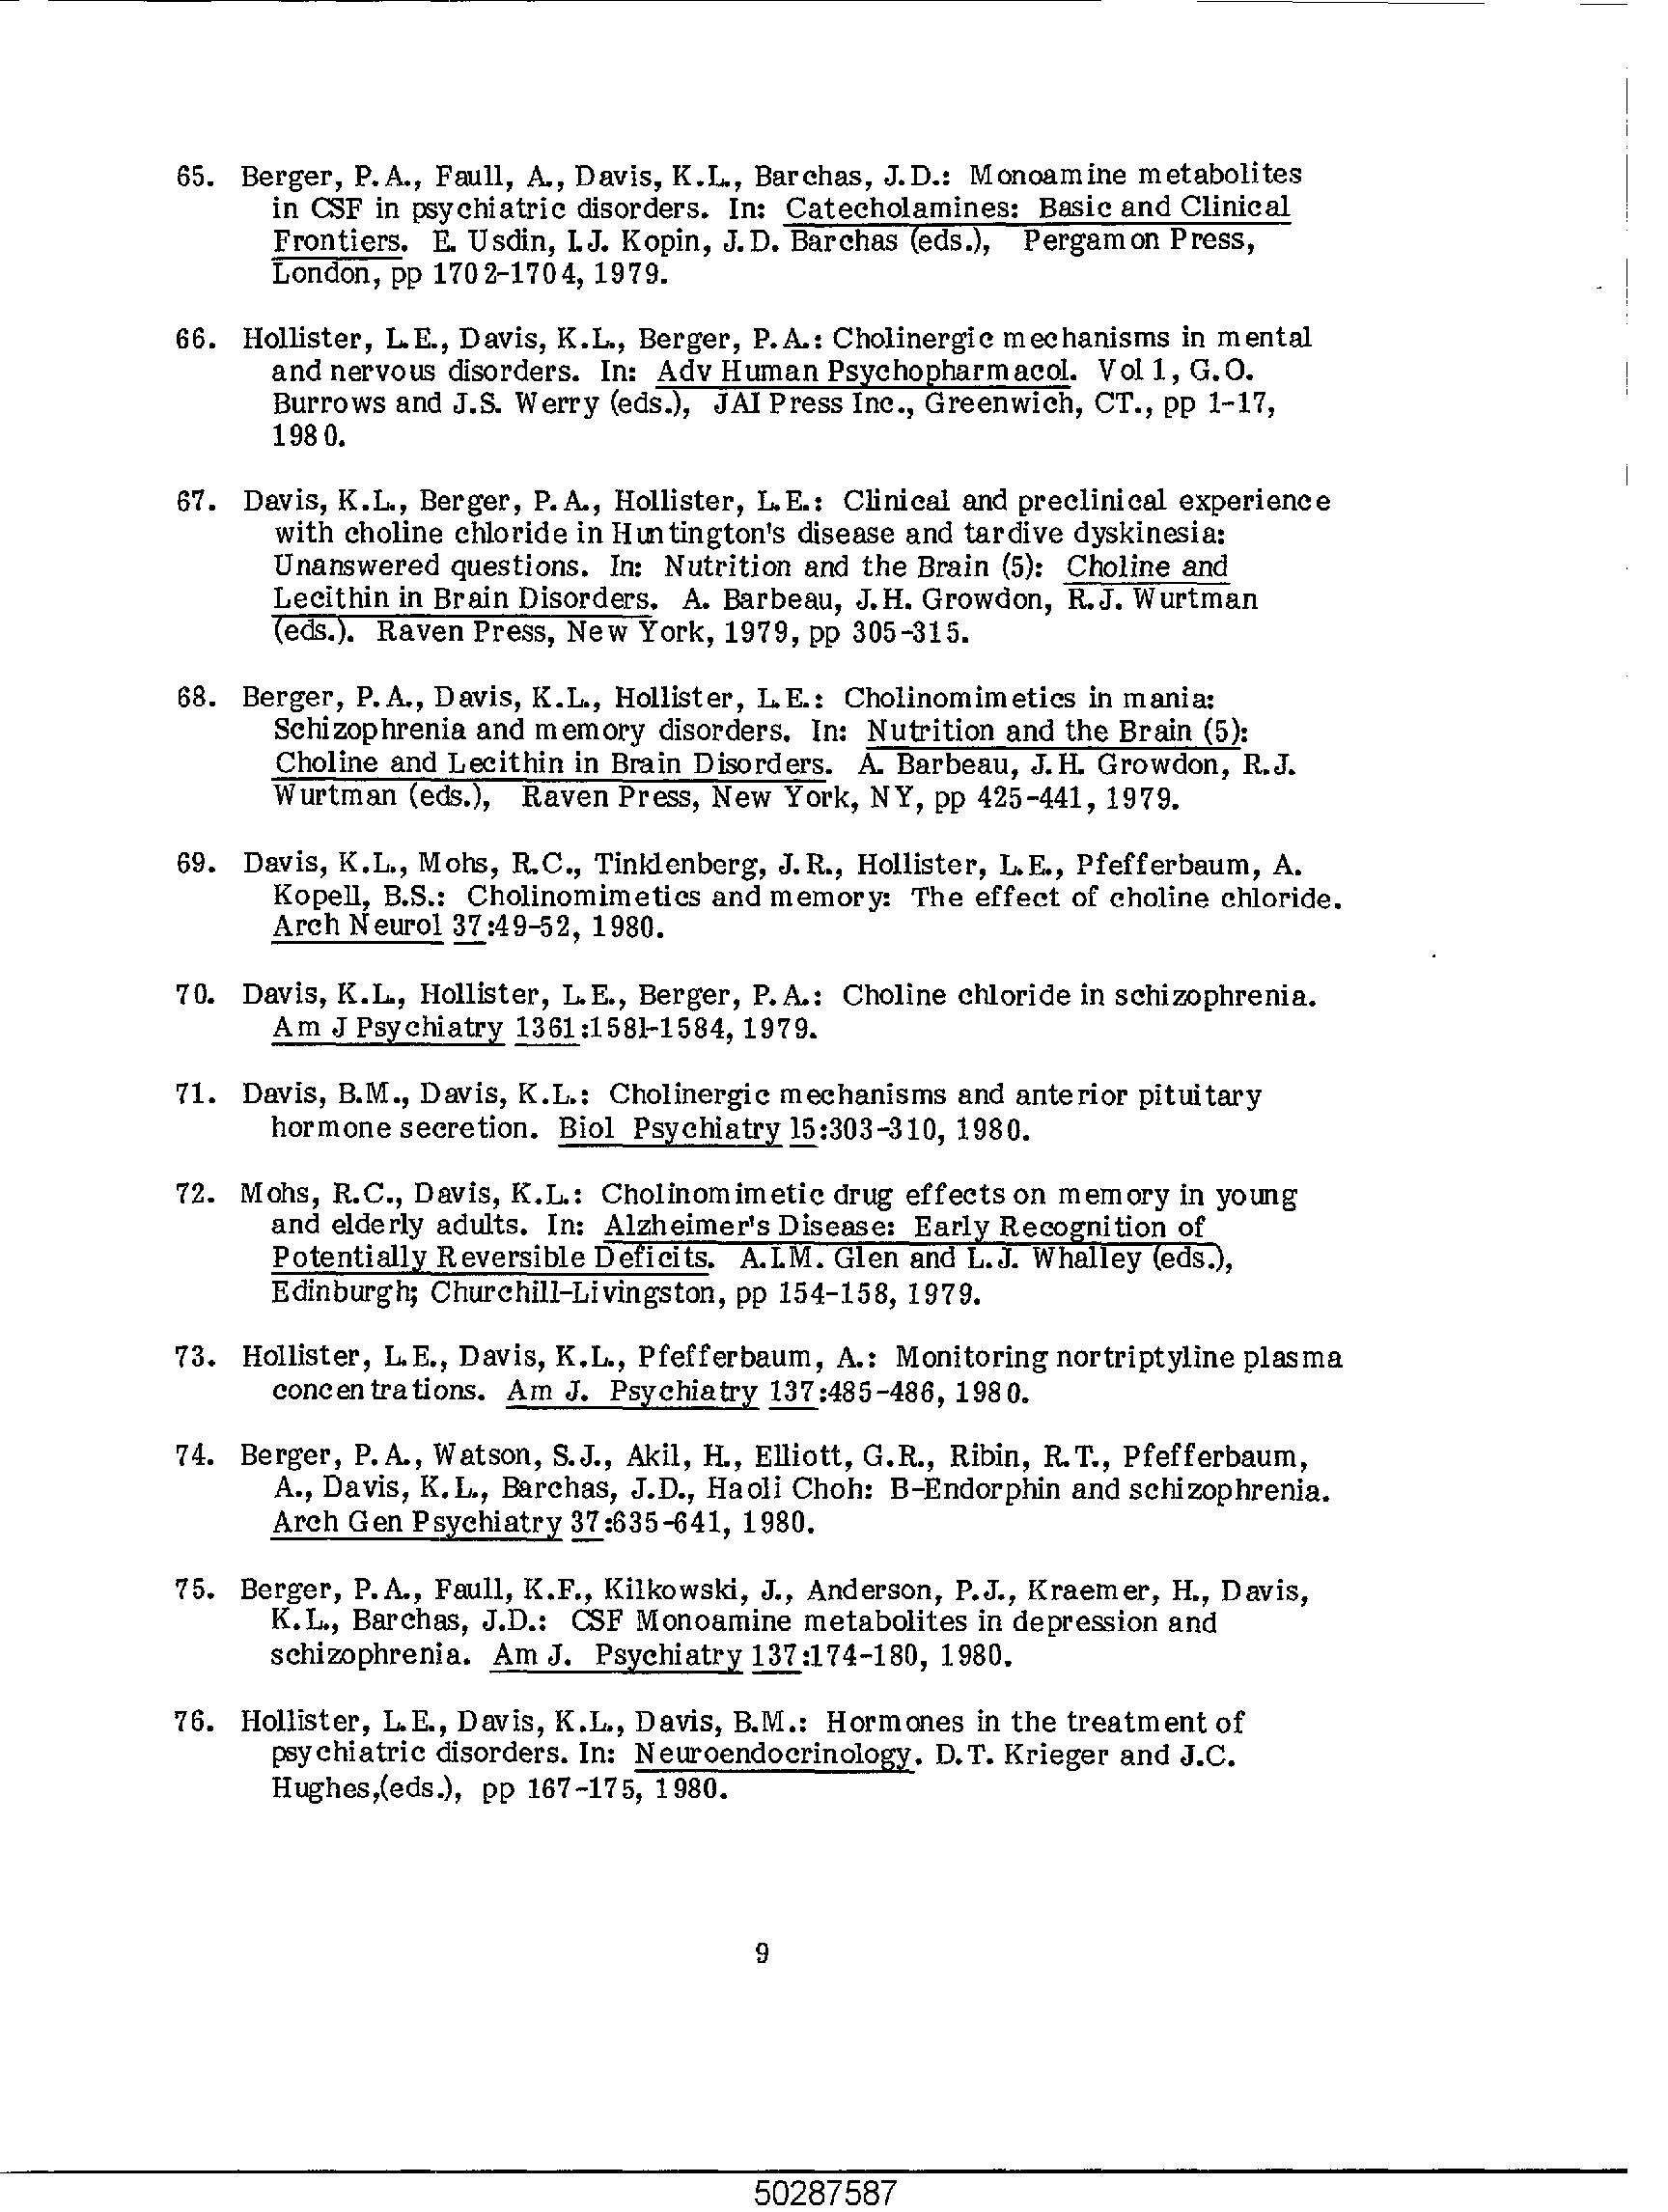 65. Berger, P.A., Faull, A., Davis, K.L., Barchas, J.D.: Monoamine metabolites
in CSF in psychiatric disorders. In: Catecholamines: Basic and Clinical
Frontiers. E. Usdin, I.J. Kopin, J.D. Barchas (eds.), Pergamon Press,
London, pp 1702-1704, 1979.
66. Hollister, L.E., Davis, K.L., Berger, P.A.: Cholinergic mechanisms in mental
and nervous disorders. In: Adv Human Psychopharmacol. Vol 1, G.O.
Burrows and J.S. Werry (eds.), JAI Press Inc., Greenwich, CT., pp 1-17,
1980.
67. Davis, K.L., Berger, P.A., Hollister, L.E.: Clinical and preclinical experience
with choline chloride in Huntington's disease and tardive dyskinesia:
Unanswered questions. In: Nutrition and the Brain (5): Choline and
Lecithin in Brain Disorders. A. Barbeau, J.H. Growdon, R.J. Wurtman
(eds.). Raven Press, New York, 1979, pp 305-315.
68. Berger, P.A., Davis, K.L., Hollister, L.E.: Cholinomimetics in mania:
Schizophrenia and memory disorders. In: Nutrition and the Brain (5):
Choline and Lecithin in Brain Disorders. A. Barbeau, J.H. Growdon, R.J.
Wurtman (eds.), Raven Press, New York, NY, pp 425-441, 1979.
69. Davis, K.L., Mohs, R.C., Tinklenberg, J.R., Hollister, L.E., Pfefferbaum, A.
Kopell, B.S.: Cholinomimetics and memory: The effect of choline chloride.
Arch Neurol 37:49-52, 1980.
70. Davis, K.L., Hollister, L.E., Berger, P.A.: Choline chloride in schizophrenia.
Am J Psychiatry 1361:1581-1584, 1979.
71. Davis, B.M., Davis, K.L.: Cholinergic mechanisms and anterior pituitary
hormone secretion. Biol Psychiatry 15:303-310, 1980.
72. Mohs, R.C., Davis, K.L.: Cholinomimetic drug effects on memory in young
and elderly adults. In: Alzheimer's Disease: Early Recognition of
Potentially Reversible Deficits. A.I.M. Glen and L.J. Whalley (eds.),
Edinburgh; Churchill-Livingston, pp 154-158, 1979.
73. Hollister, L.E., Davis, K.L., Pfefferbaum, A.: Monitoring nortriptyline plasma
concentrations. Am J. Psychiatry 137:485-486, 1980.
74. Berger, P.A., Watson, S.J., Akil, H., Elliott, G.R., Ribin, R.T., Pfefferbaum,
A., Davis, K.L., Barchas, J.D., Haoli Choh: B-Endorphin and schizophrenia.
Arch Gen Psychiatry 37:635-641, 1980.
75. Berger, P.A., Faull, K.F., Kilkowski, J., Anderson, P.J., Kraemer, H., Davis,
K.L., Barchas, J.D.: CSF Monoamine metabolites in depression and
schizophrenia. Am J. Psychiatry 137:174-180, 1980.
76. Hollister, L.E., Davis, K.L., Davis, B.M.: Hormones in the treatment of
psychiatric disorders. In: Neuroendocrinology. D.T. Krieger and J.C.
Hughes,(eds.), pp 167-175, 1980.
9
50287587